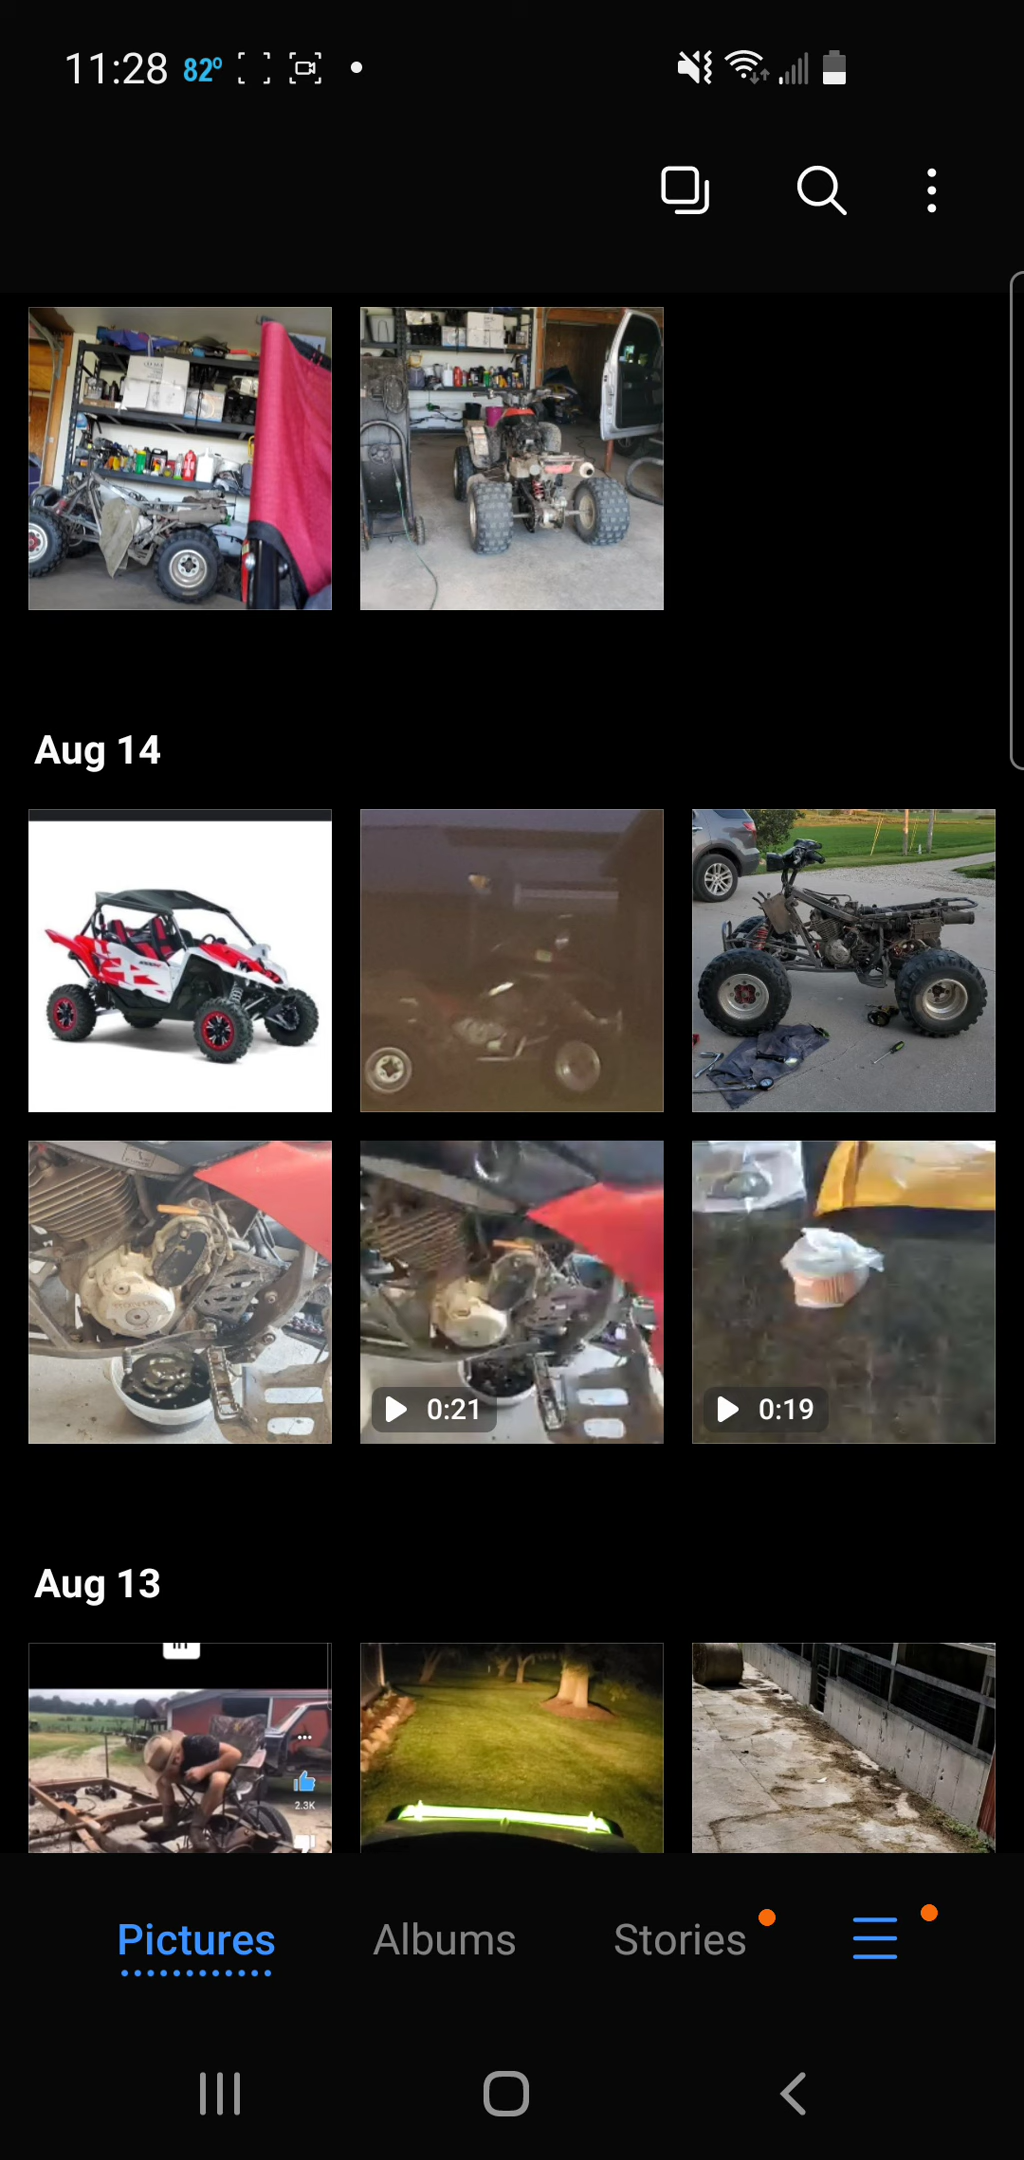 11:28 82°
Aug 14
0:21
0:19
Aug 13
2.3K
Pictures Albums Stories